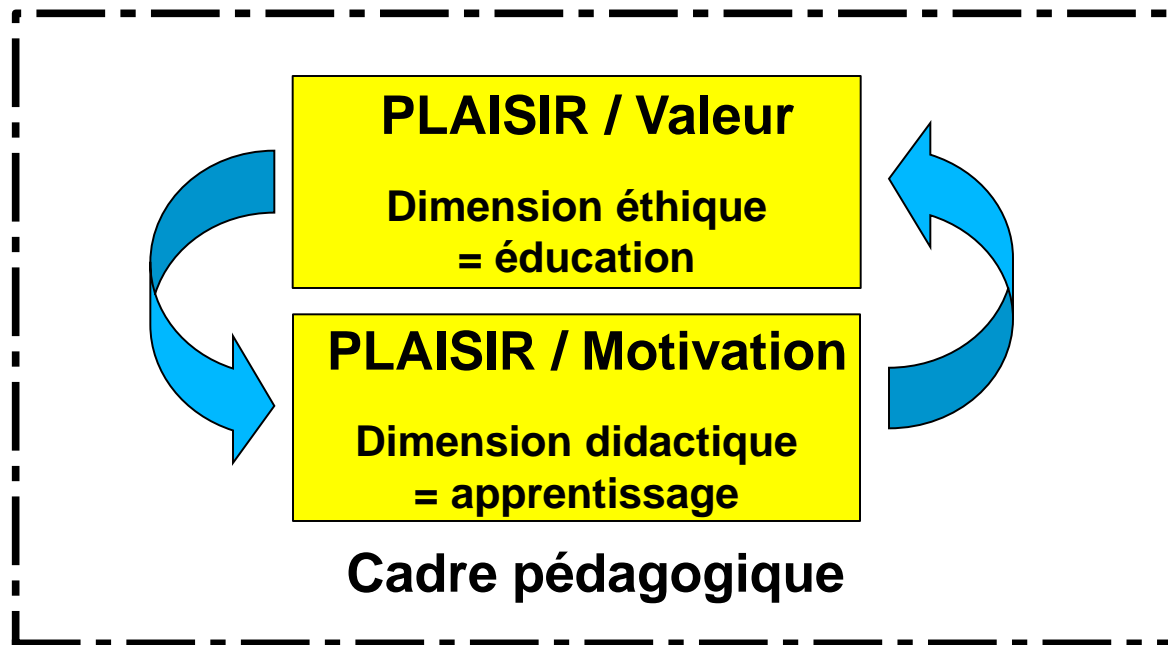 PLAISIR / Valeur
Dimension éthique
= éducation
PLAISIR / Motivation
Dimension didactique
= apprentissage
Cadre pédagogique